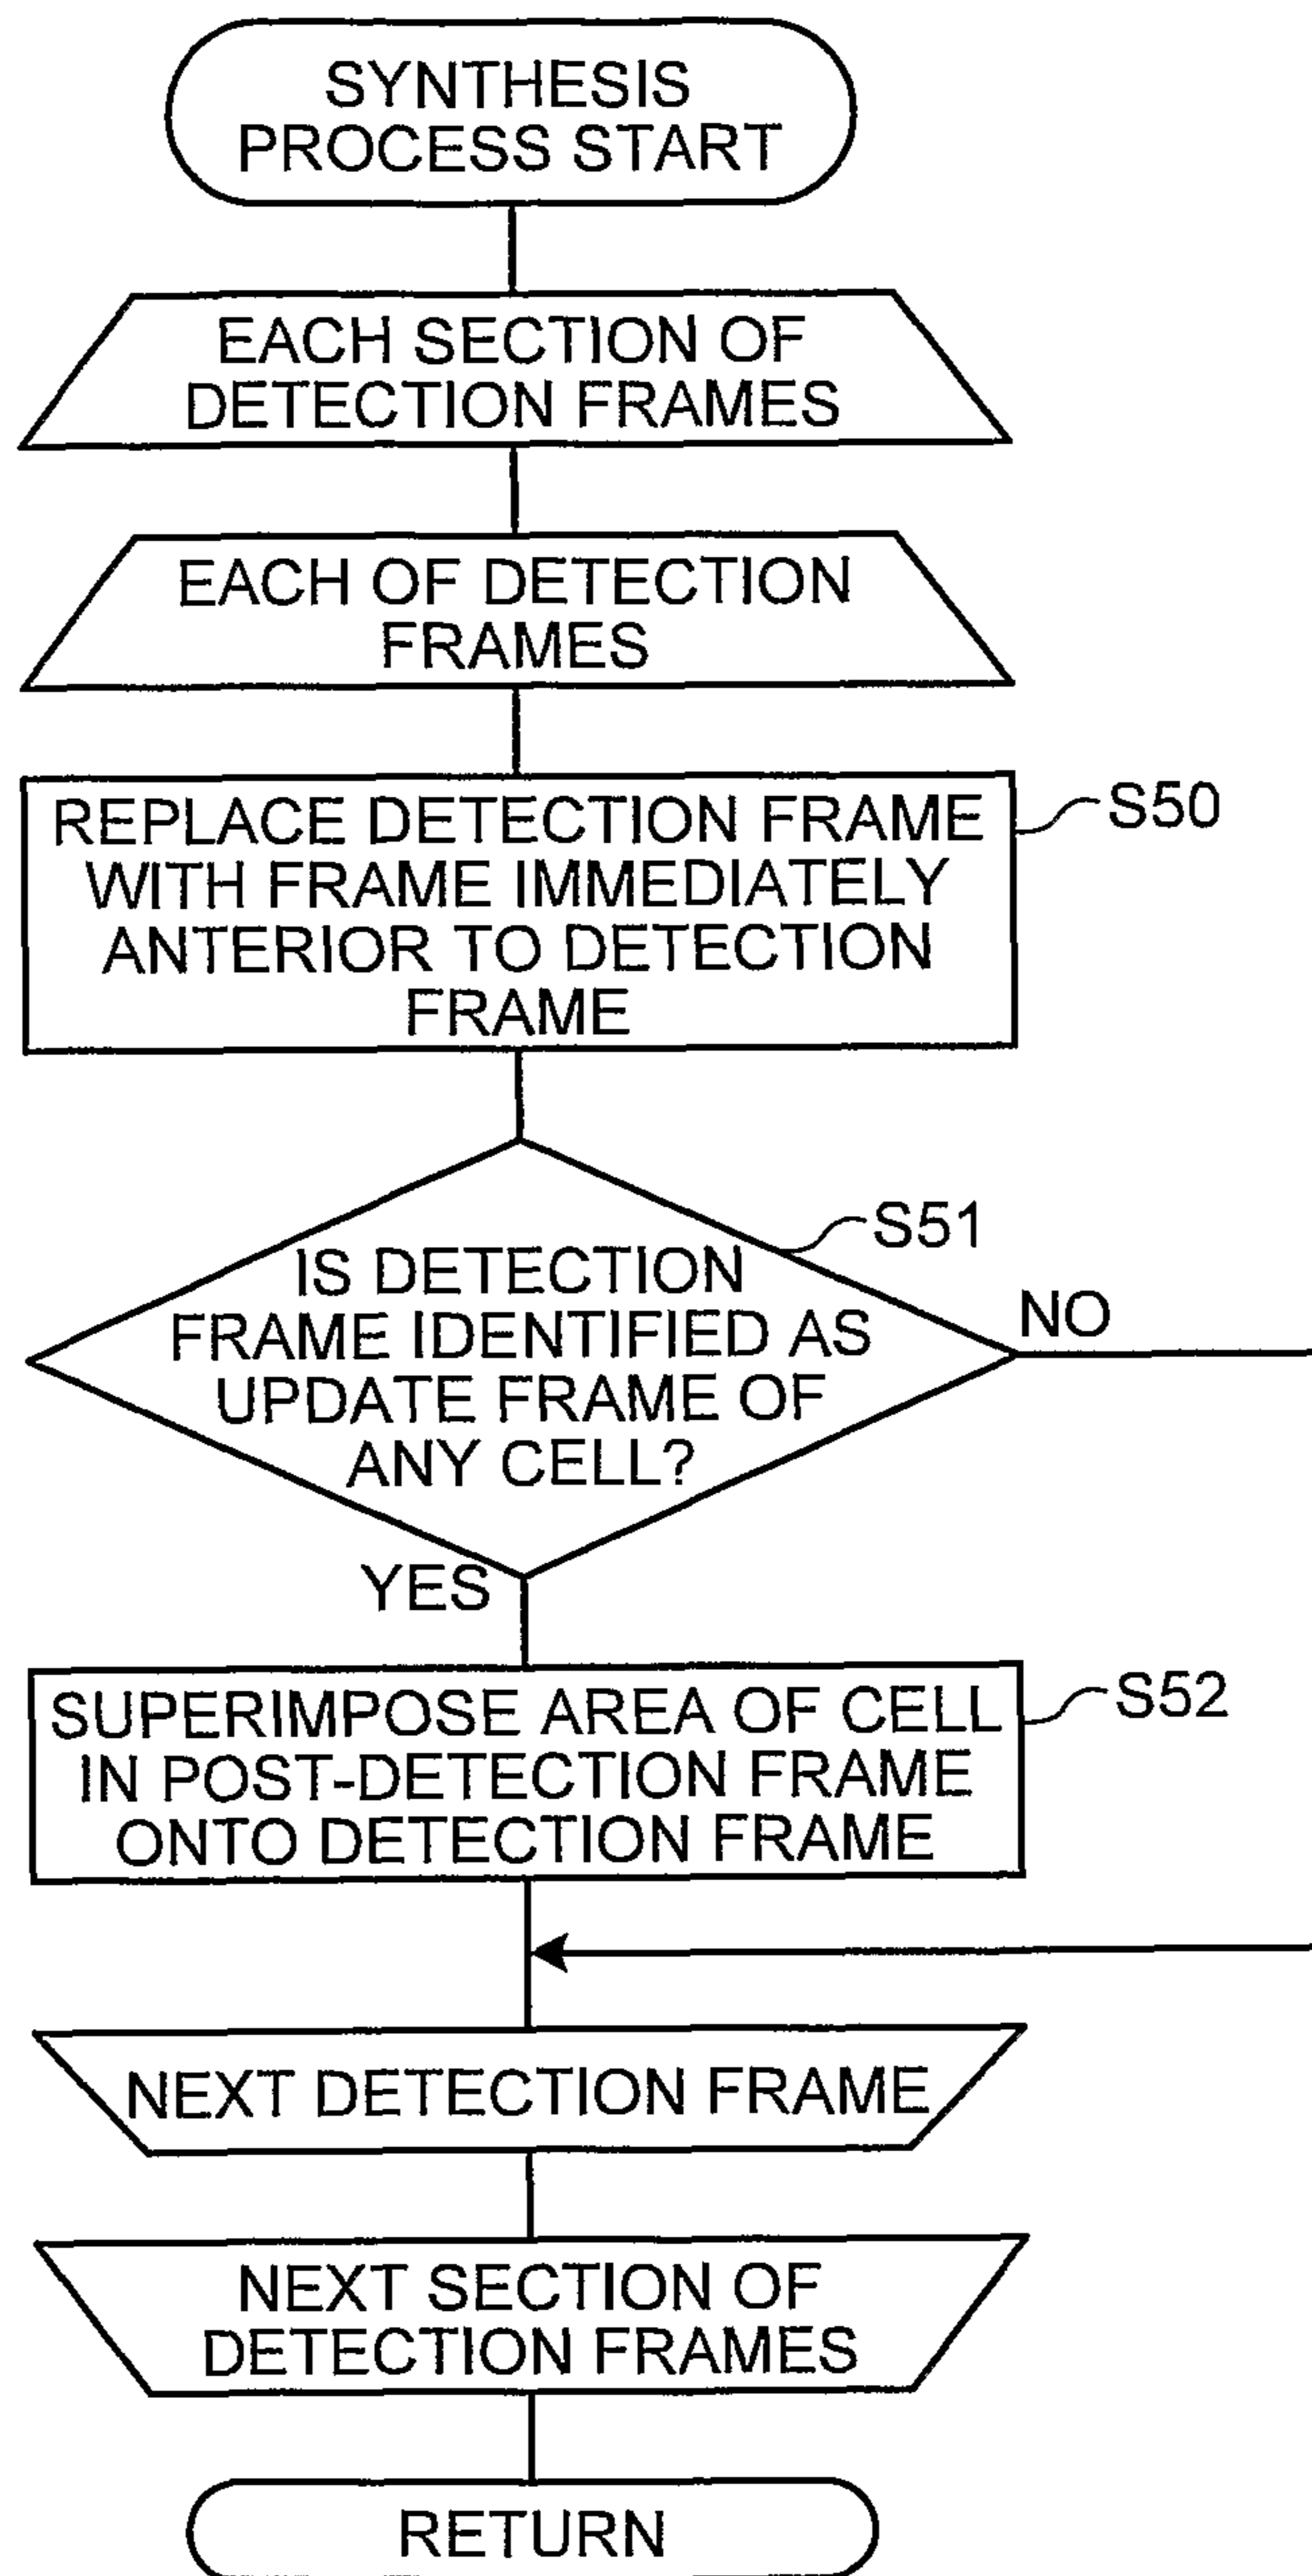 SYNTHESIS
PROCESS START
EACH SECTION OF
DETECTION FRAMES
EACH OF DETECTION
FRAMES
REPLACE DETECTION FRAME
WITH FRAME IMMEDIATELY
ANTERIOR TO DETECTION
FRAME
S50
S51
IS DETECTION
FRAME IDENTIFIED AS
UPDATE FRAME OF
ANY CELL?
NO
YES
SUPERIMPOSE AREA OF CELL
IN POST-DETECTION FRAME
ONTO DETECTION FRAME
S52
NEXT DETECTION FRAME
NEXT SECTION OF
DETECTION FRAMES
RETURN